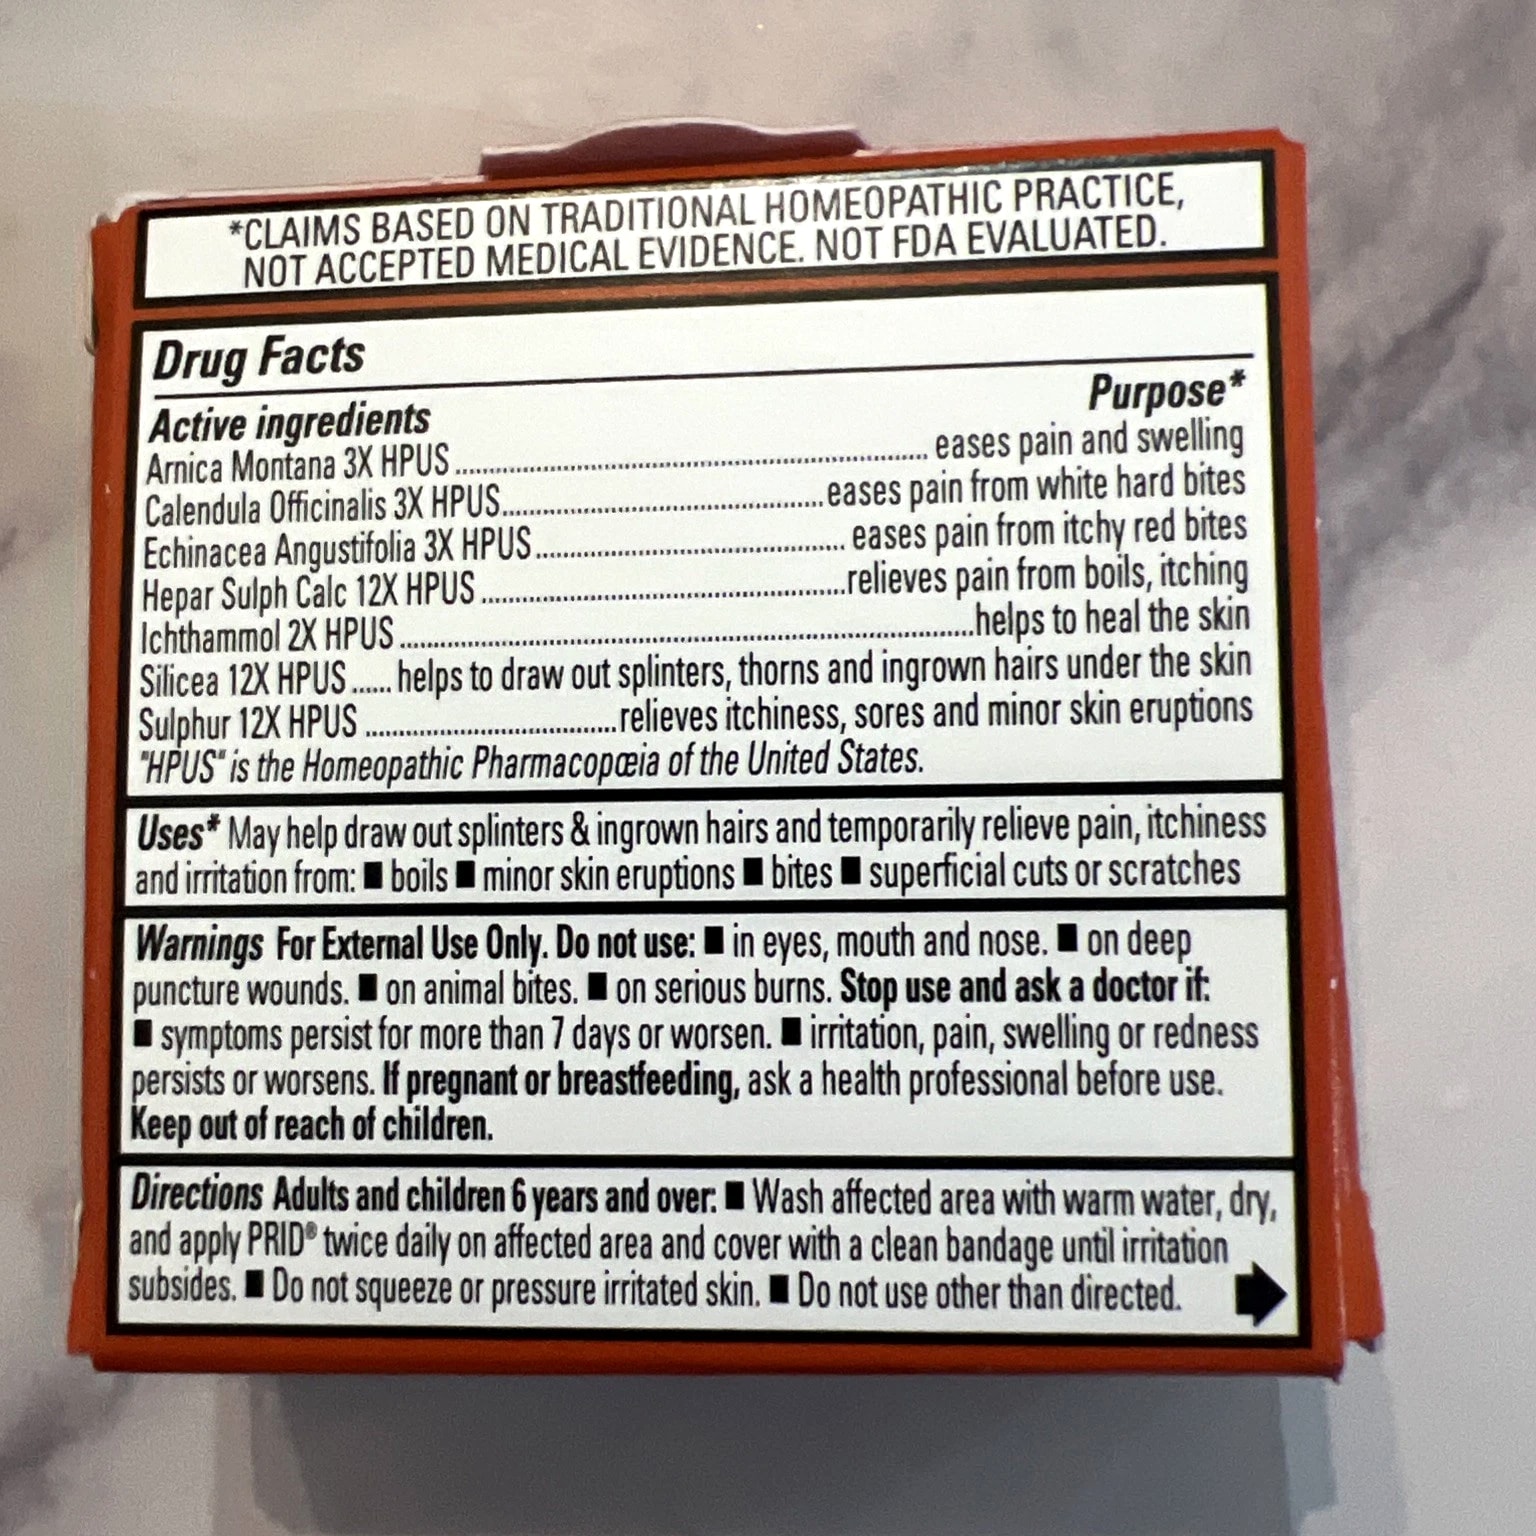 *CLAIMS BASED ON TRADITIONAL HOMEOPATHIC PRACTICE,
NOT ACCEPTED MEDICAL EVIDENCE. NOT FDA EVALUATED.
Drug Facts
Active ingredients Purpose*
Arnica Montana 3X HPUS .......... eases pain and swelling
Calendula Officinalis 3X HPUS.......... eases pain from white hard bites
Echinacea Angustifolia 3X HPUS.......... eases pain from itchy red bites
Hepar Sulph Calc 12X HPUS ..........relieves pain from boils, itching
Ichthammol 2X HPUS ..........helps to heal the skin
Silicea 12X HPUS ...... helps to draw out splinters, thorns and ingrown hairs under the skin
Sulphur 12X HPUS ..........relieves itchiness, sores and minor skin eruptions
"HPUS" is the Homeopathic Pharmacopœia of the United States.
Uses* May help draw out splinters & ingrown hairs and temporarily relieve pain, itchiness
and irritation from: ■ boils ■ minor skin eruptions ■ bites ■ superficial cuts or scratches
Warnings For External Use Only. Do not use: ■ in eyes, mouth and nose. ■ on deep
puncture wounds. ■ on animal bites. ■ on serious burns. Stop use and ask a doctor if:
■ symptoms persist for more than 7 days or worsen. ■ irritation, pain, swelling or redness
persists or worsens. If pregnant or breastfeeding, ask a health professional before use.
Keep out of reach of children.
Directions Adults and children 6 years and over: ■ Wash affected area with warm water, dry,
and apply PRID® twice daily on affected area and cover with a clean bandage until irritation
subsides. ■ Do not squeeze or pressure irritated skin. ■ Do not use other than directed.